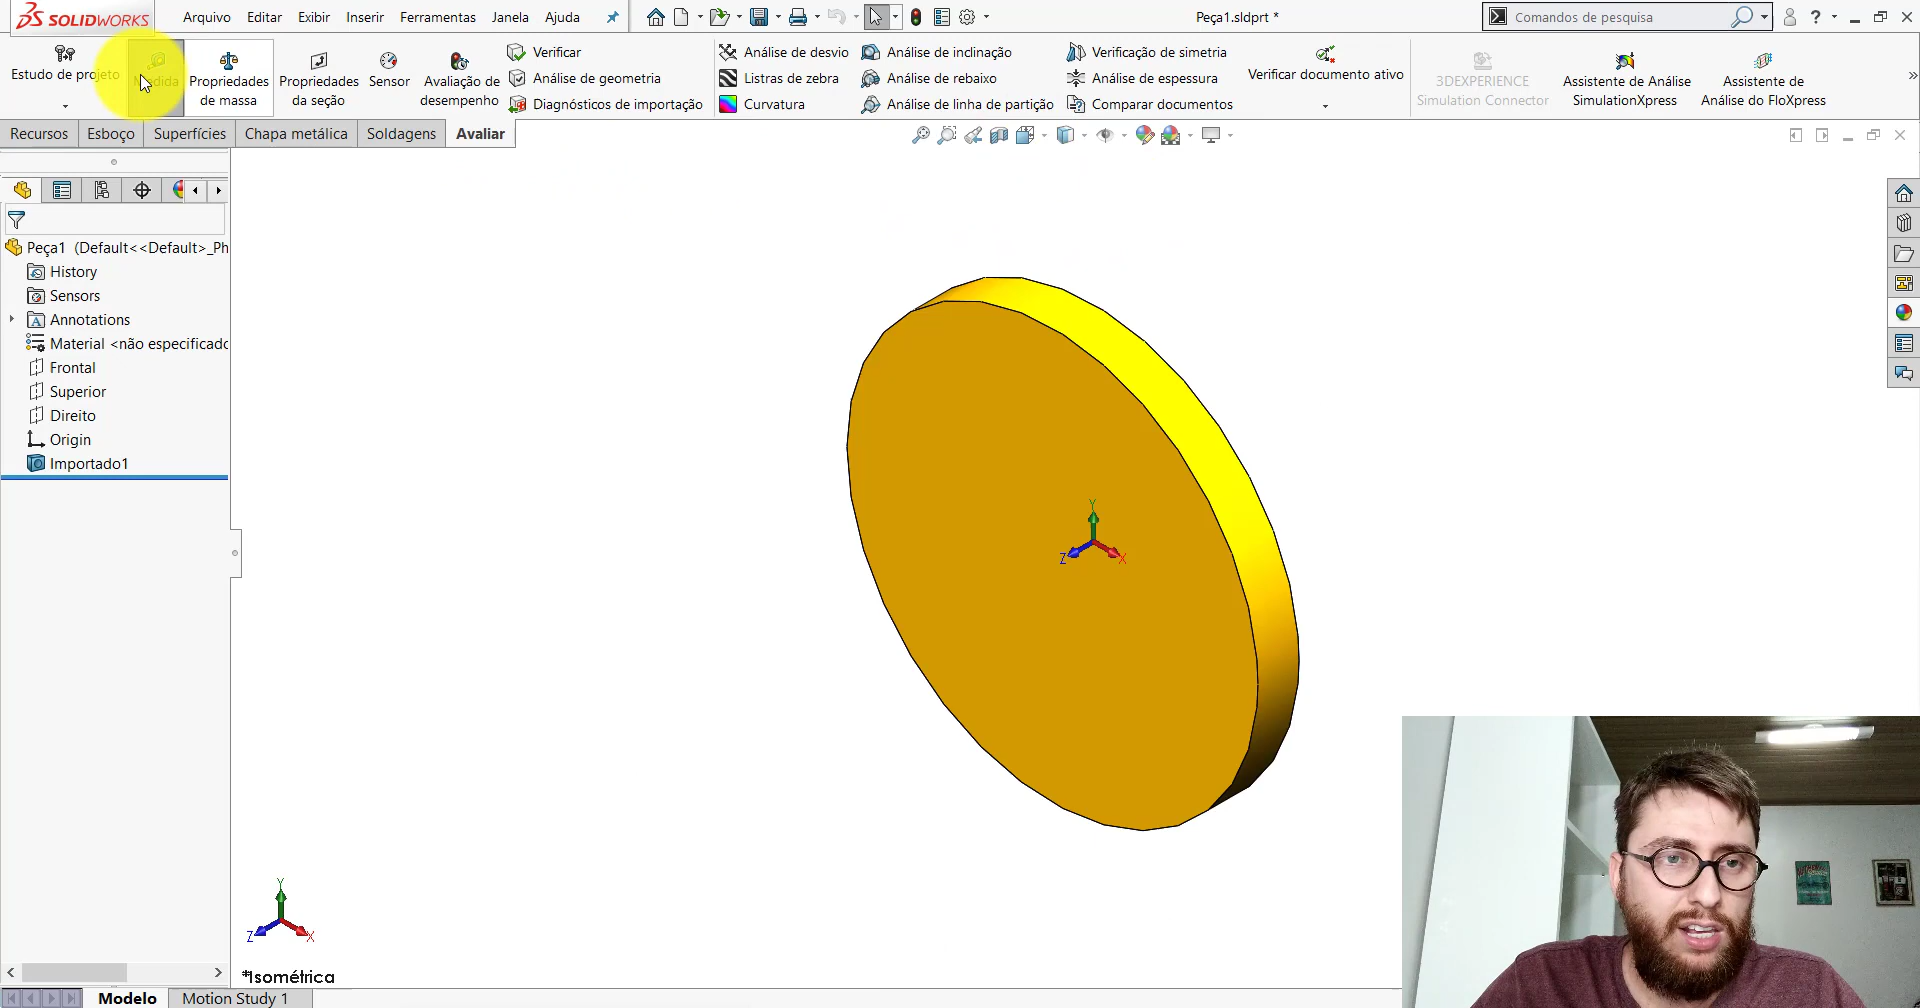 SOLIDWORKS
Arquivo
Editar
Exibir
Inserir
Ferramentas
Janela
Ajuda
Peça1.sldprt *
Comandos de pesquisa
Estudo de projeto
Medida
Propriedades
de massa
Propriedades
da seção
Sensor
Avaliação de
desempenho
Verificar
Análise de geometria
Diagnósticos de importação
Análise de desvio
Listras de zebra
Curvatura
Análise de inclinação
Análise de rebaixo
Análise de linha de partição
Verificação de simetria
Análise de espessura
Comparar documentos
Verificar documento ativo
3DEXPERIENCE
Simulation Connector
Assistente de Análise
SimulationXpress
Assistente de
Análise do FloXpress
Recursos
Esboço
Superfícies
Chapa metálica
Soldagens
Avaliar
Peça1 (Default<<Default>_Ph
History
Sensors
Annotations
Material <não especificado
Frontal
Superior
Direito
Origin
Importado1
Y
Z
X
Y
Z
X
*Isométrica
Modelo
Motion Study 1